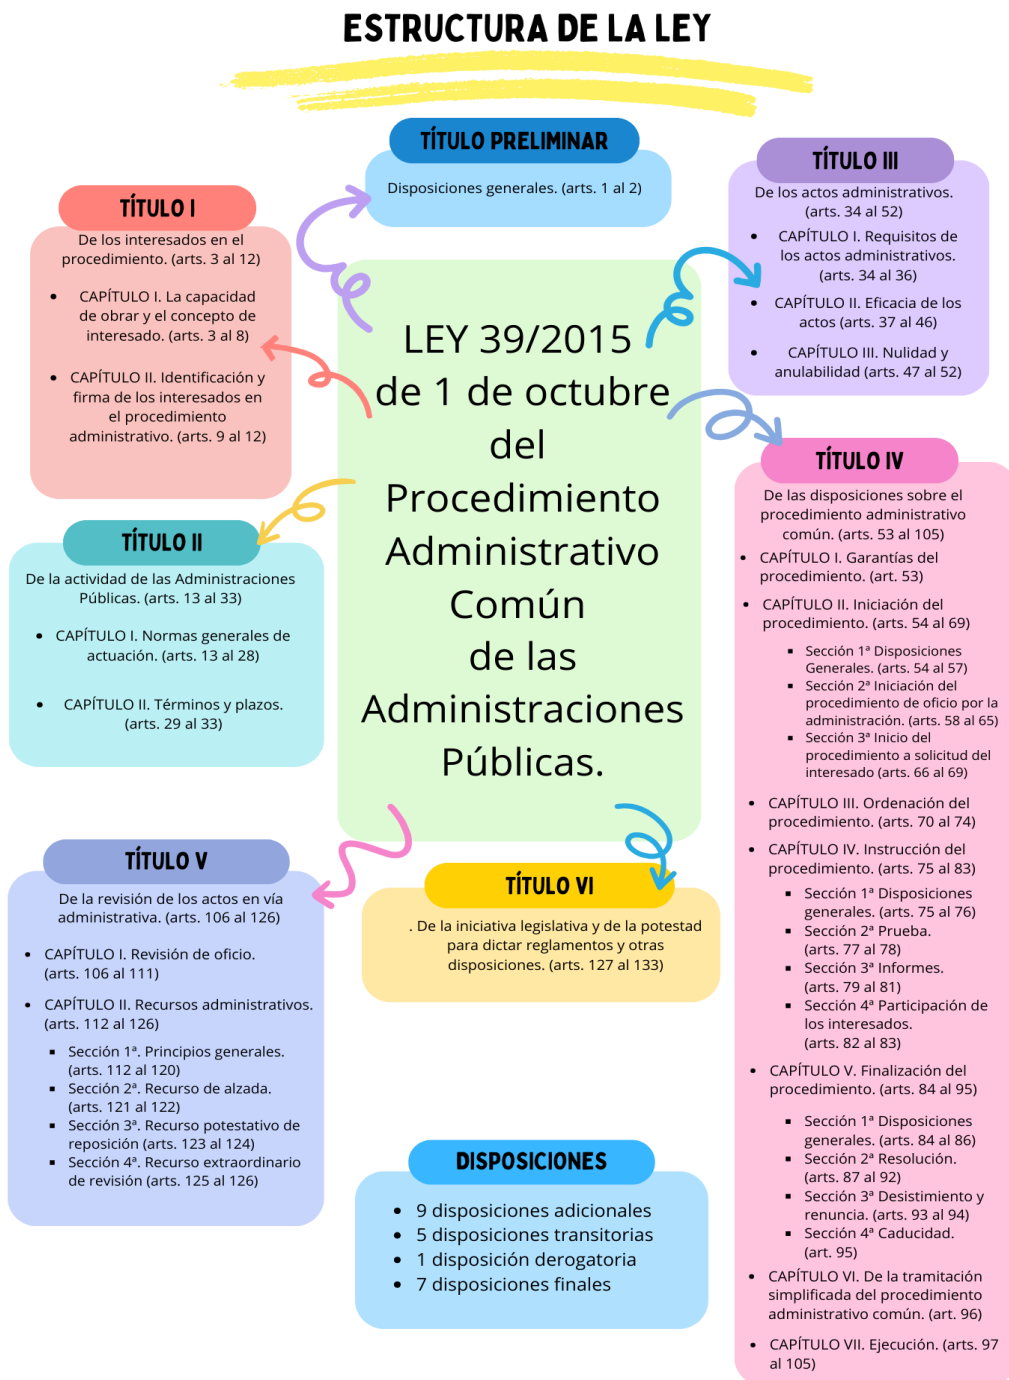 ESTRUCTURA DE LA LEY
TÍTULO PRELIMINAR
Disposiciones generales. (arts. 1 al 2)
TÍTULO I
De los interesados en el
procedimiento. (arts. 3 al 12)
• CAPÍTULO I. La capacidad
de obrar y el concepto de
interesado. (arts. 3 al 8)
• CAPÍTULO II. Identificación y
firma de los interesados en
el procedimiento
administrativo. (arts. 9 al 12)
TÍTULO II
De la actividad de las Administraciones
Públicas. (arts. 13 al 33)
• CAPÍTULO I. Normas generales de
actuación. (arts. 13 al 28)
• CAPÍTULO II. Términos y plazos.
(arts. 29 al 33)
LEY 39/2015
de 1 de octubre
del
Procedimiento
Administrativo
Común
de las
Administraciones
Públicas.
TÍTULO III
De los actos administrativos.
(arts. 34 al 52)
• CAPÍTULO I. Requisitos de
los actos administrativos.
(arts. 34 al 36)
• CAPÍTULO II. Eficacia de los
actos (arts. 37 al 46)
• CAPÍTULO III. Nulidad y
anulabilidad (arts. 47 al 52)
TÍTULO IV
De las disposiciones sobre el
procedimiento administrativo
común. (arts. 53 al 105)
• CAPÍTULO I. Garantías del
procedimiento. (art. 53)
• CAPÍTULO II. Iniciación del
procedimiento. (arts. 54 al 69)
▪ Sección 1ª Disposiciones
Generales. (arts. 54 al 57)
▪ Sección 2ª Iniciación del
procedimiento de oficio por la
administración. (arts. 58 al 65)
▪ Sección 3ª Inicio del
procedimiento a solicitud del
interesado (arts. 66 al 69)
• CAPÍTULO III. Ordenación del
procedimiento. (arts. 70 al 74)
• CAPÍTULO IV. Instrucción del
procedimiento. (arts. 75 al 83)
▪ Sección 1ª Disposiciones
generales. (arts. 75 al 76)
▪ Sección 2ª Prueba.
(arts. 77 al 78)
▪ Sección 3ª Informes.
(arts. 79 al 81)
▪ Sección 4ª Participación de
los interesados.
(arts. 82 al 83)
• CAPÍTULO V. Finalización del
procedimiento. (arts. 84 al 95)
▪ Sección 1ª Disposiciones
generales. (arts. 84 al 86)
▪ Sección 2ª Resolución.
(arts. 87 al 92)
▪ Sección 3ª Desistimiento y
renuncia. (arts. 93 al 94)
▪ Sección 4ª Caducidad.
(art. 95)
• CAPÍTULO VI. De la tramitación
simplificada del procedimiento
administrativo común. (art. 96)
• CAPÍTULO VII. Ejecución. (arts. 97
al 105)
TÍTULO V
De la revisión de los actos en vía
administrativa. (arts. 106 al 126)
• CAPÍTULO I. Revisión de oficio.
(arts. 106 al 111)
• CAPÍTULO II. Recursos administrativos.
(arts. 112 al 126)
▪ Sección 1ª. Principios generales.
(arts. 112 al 120)
▪ Sección 2ª. Recurso de alzada.
(arts. 121 al 122)
▪ Sección 3ª. Recurso potestativo de
reposición (arts. 123 al 124)
▪ Sección 4ª. Recurso extraordinario
de revisión (arts. 125 al 126)
TÍTULO VI
. De la iniciativa legislativa y de la potestad
para dictar reglamentos y otras
disposiciones. (arts. 127 al 133)
DISPOSICIONES
• 9 disposiciones adicionales
• 5 disposiciones transitorias
• 1 disposición derogatoria
• 7 disposiciones finales